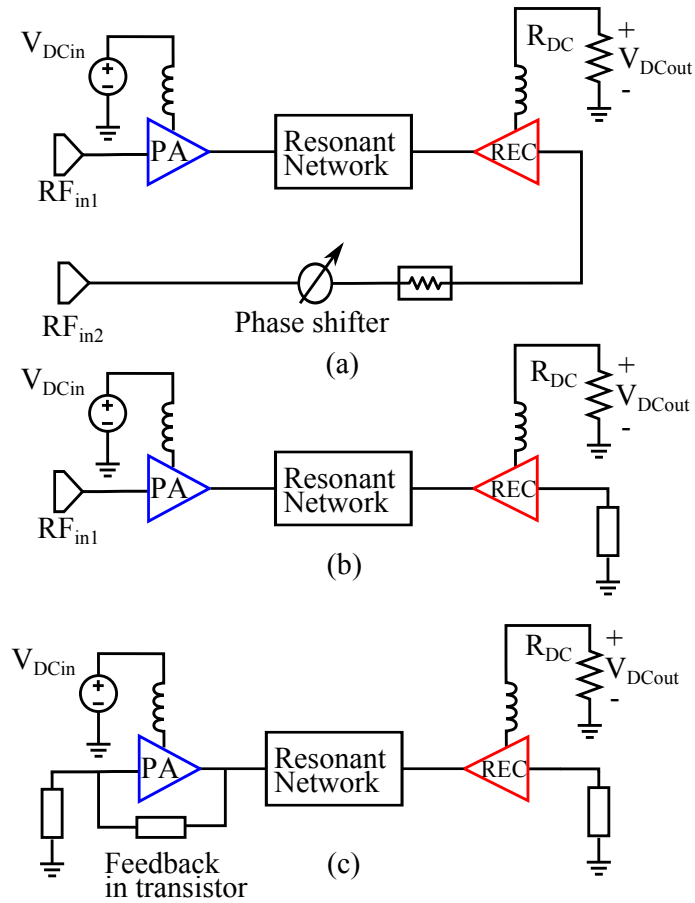 V_DCin
R_DC
+
V_DCout
-
PA
Resonant
Network
REC
RF_in1
RF_in2
Phase shifter
(a)
V_DCin
R_DC
+
V_DCout
-
PA
Resonant
Network
REC
RF_in1
(b)
V_DCin
R_DC
+
V_DCout
-
PA
Resonant
Network
REC
Feedback
in transistor
(c)